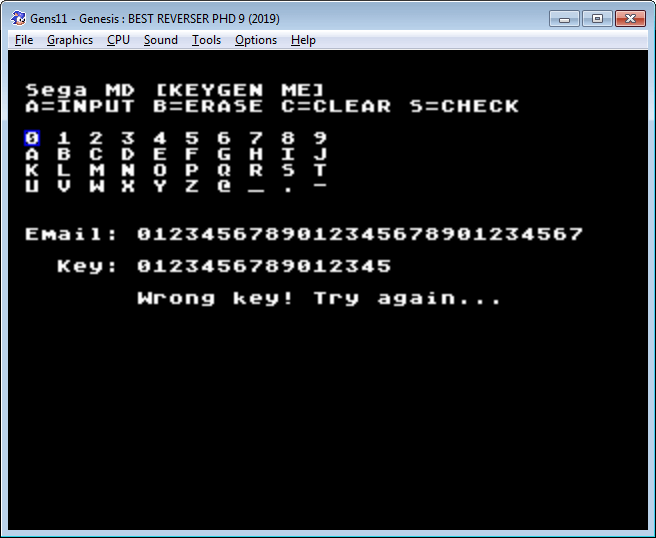 Gens11 - Genesis : BEST REVERSER PHD 9 (2019)
File Graphics CPU Sound Tools Options Help
Sega MD [KEYGEN ME]
A=INPUT B=ERASE C=CLEAR S=CHECK
0 1 2 3 4 5 6 7 8 9
A B C D E F G H I J
K L M N O P Q R S T
U V W X Y Z @ _ . -
Email: 0123456789012345678901234567
Key: 0123456789012345
Wrong key! Try again...